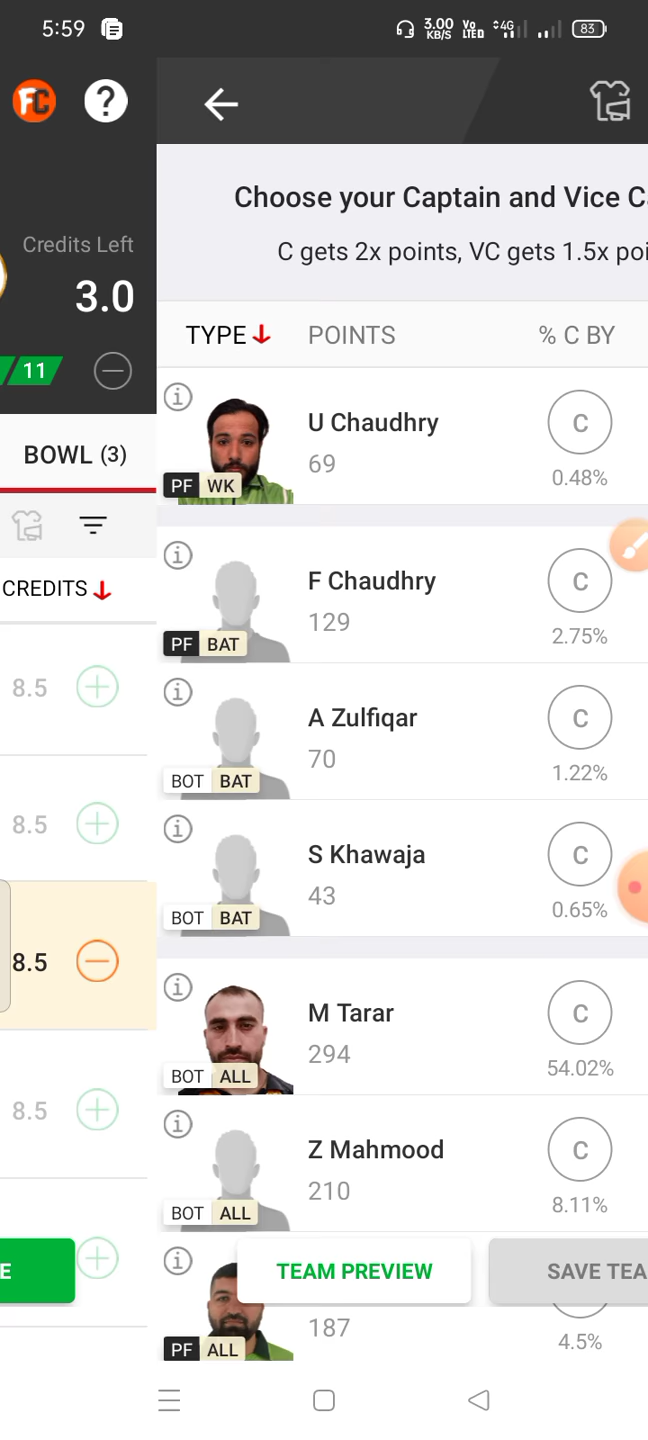 5:59
3.00 KB/S
Vo LTED
4G
83
FC
?
Credits Left
3.0
11
BOWL (3)
CREDITS
8.5
8.5
8.5
8.5
E
Choose your Captain and Vice C
C gets 2x points, VC gets 1.5x poi
TYPE POINTS % C BY
U Chaudhry
69
C
0.48%
PF WK
F Chaudhry
129
C
2.75%
PF BAT
A Zulfiqar
70
C
1.22%
BOT BAT
S Khawaja
43
C
0.65%
BOT BAT
M Tarar
294
C
54.02%
BOT ALL
Z Mahmood
210
C
8.11%
BOT ALL
TEAM PREVIEW
SAVE TEA
187
4.5%
PF ALL